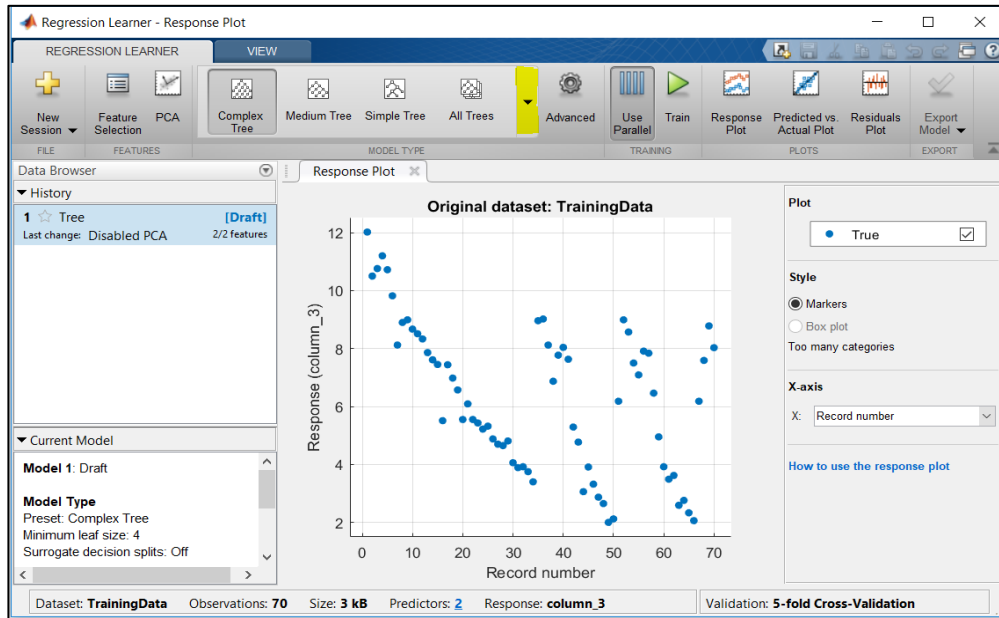 Regression Learner - Response Plot
REGRESSION LEARNER
VIEW
New Session
Feature Selection
PCA
Complex Tree
Medium Tree
Simple Tree
All Trees
Advanced
Use Parallel
Train
Response Plot
Predicted vs. Actual Plot
Residuals Plot
Export Model
FILE
FEATURES
MODEL TYPE
TRAINING
PLOTS
EXPORT
Data Browser
History
1 Tree [Draft]
Last change: Disabled PCA 2/2 features
Current Model
Model 1: Draft
Model Type
Preset: Complex Tree
Minimum leaf size: 4
Surrogate decision splits: Off
Response Plot
Original dataset: TrainingData
Response (column_3)
12
10
8
6
4
2
0 10 20 30 40 50 60 70
Record number
Plot
True
Style
Markers
Box plot
Too many categories
X-axis
X: Record number
How to use the response plot
Dataset: TrainingData Observations: 70 Size: 3 kB Predictors: 2 Response: column_3 Validation: 5-fold Cross-Validation